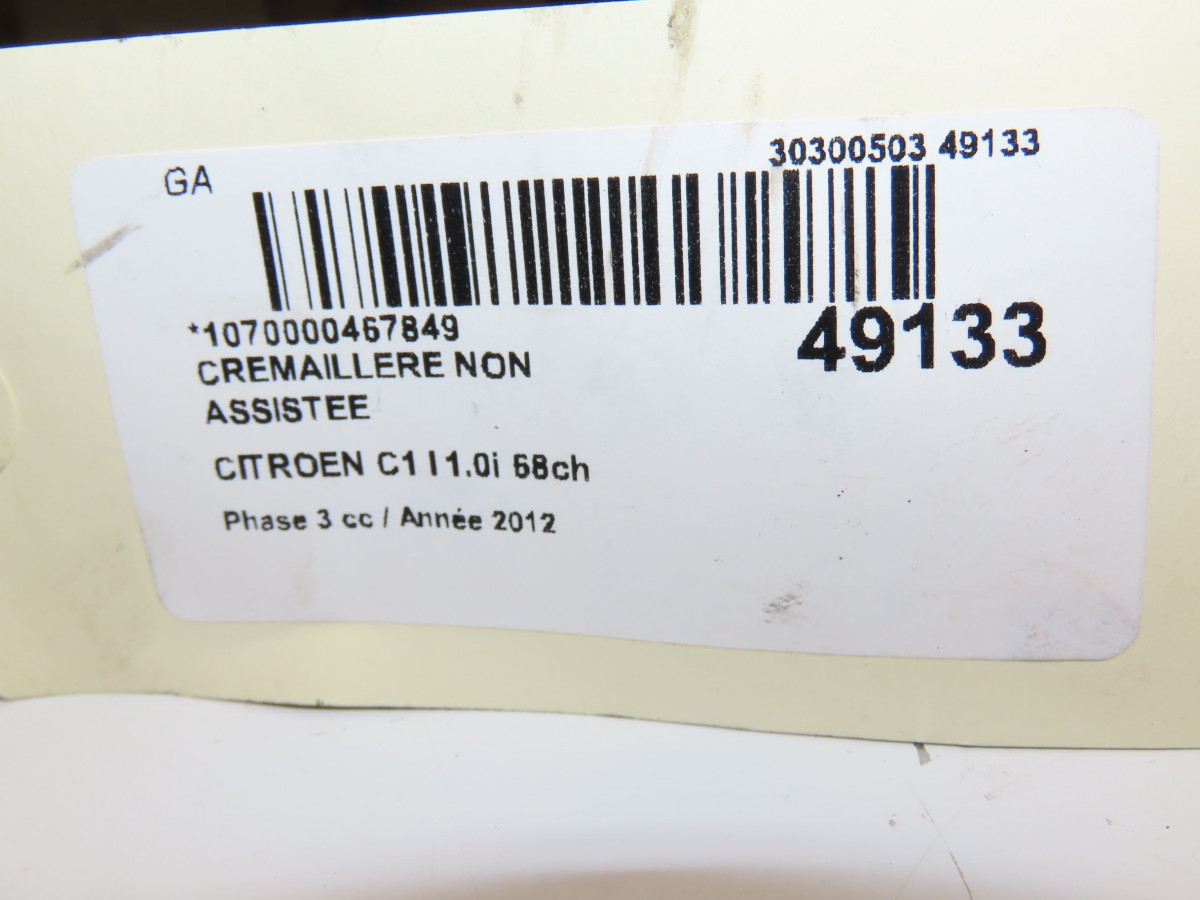 GA
30300503 49133
*1070000467849
49133
CREMAILLERE NON
ASSISTEE
CITROEN C1 I 1.0i 68ch
Phase 3 cc / Année 2012